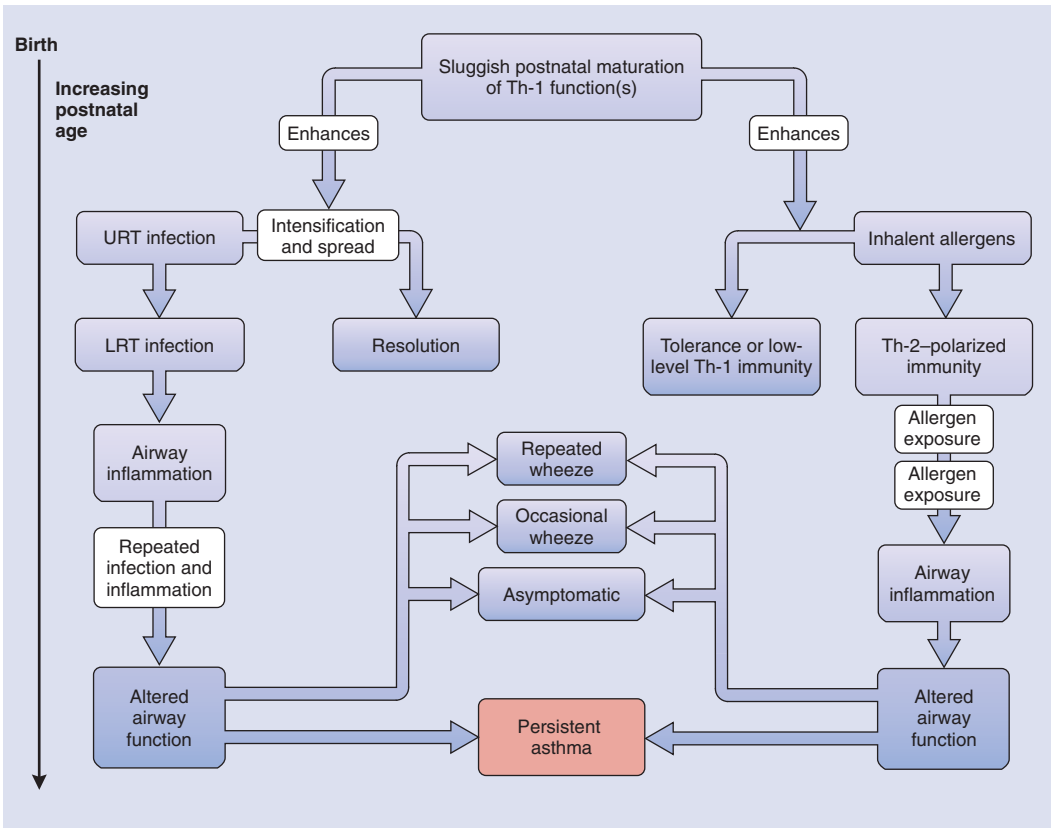 Birth
Increasing
postnatal
age
Sluggish postnatal maturation
of Th-1 function(s)
Enhances
Enhances
URT infection
Intensification
and spread
Inhalent allergens
LRT infection
Resolution
Tolerance or low-
level Th-1 immunity
Th-2–polarized
immunity
Allergen
exposure
Allergen
exposure
Airway
inflammation
Repeated
wheeze
Occasional
wheeze
Repeated
infection and
inflammation
Asymptomatic
Airway
inflammation
Altered
airway
function
Persistent
asthma
Altered
airway
function